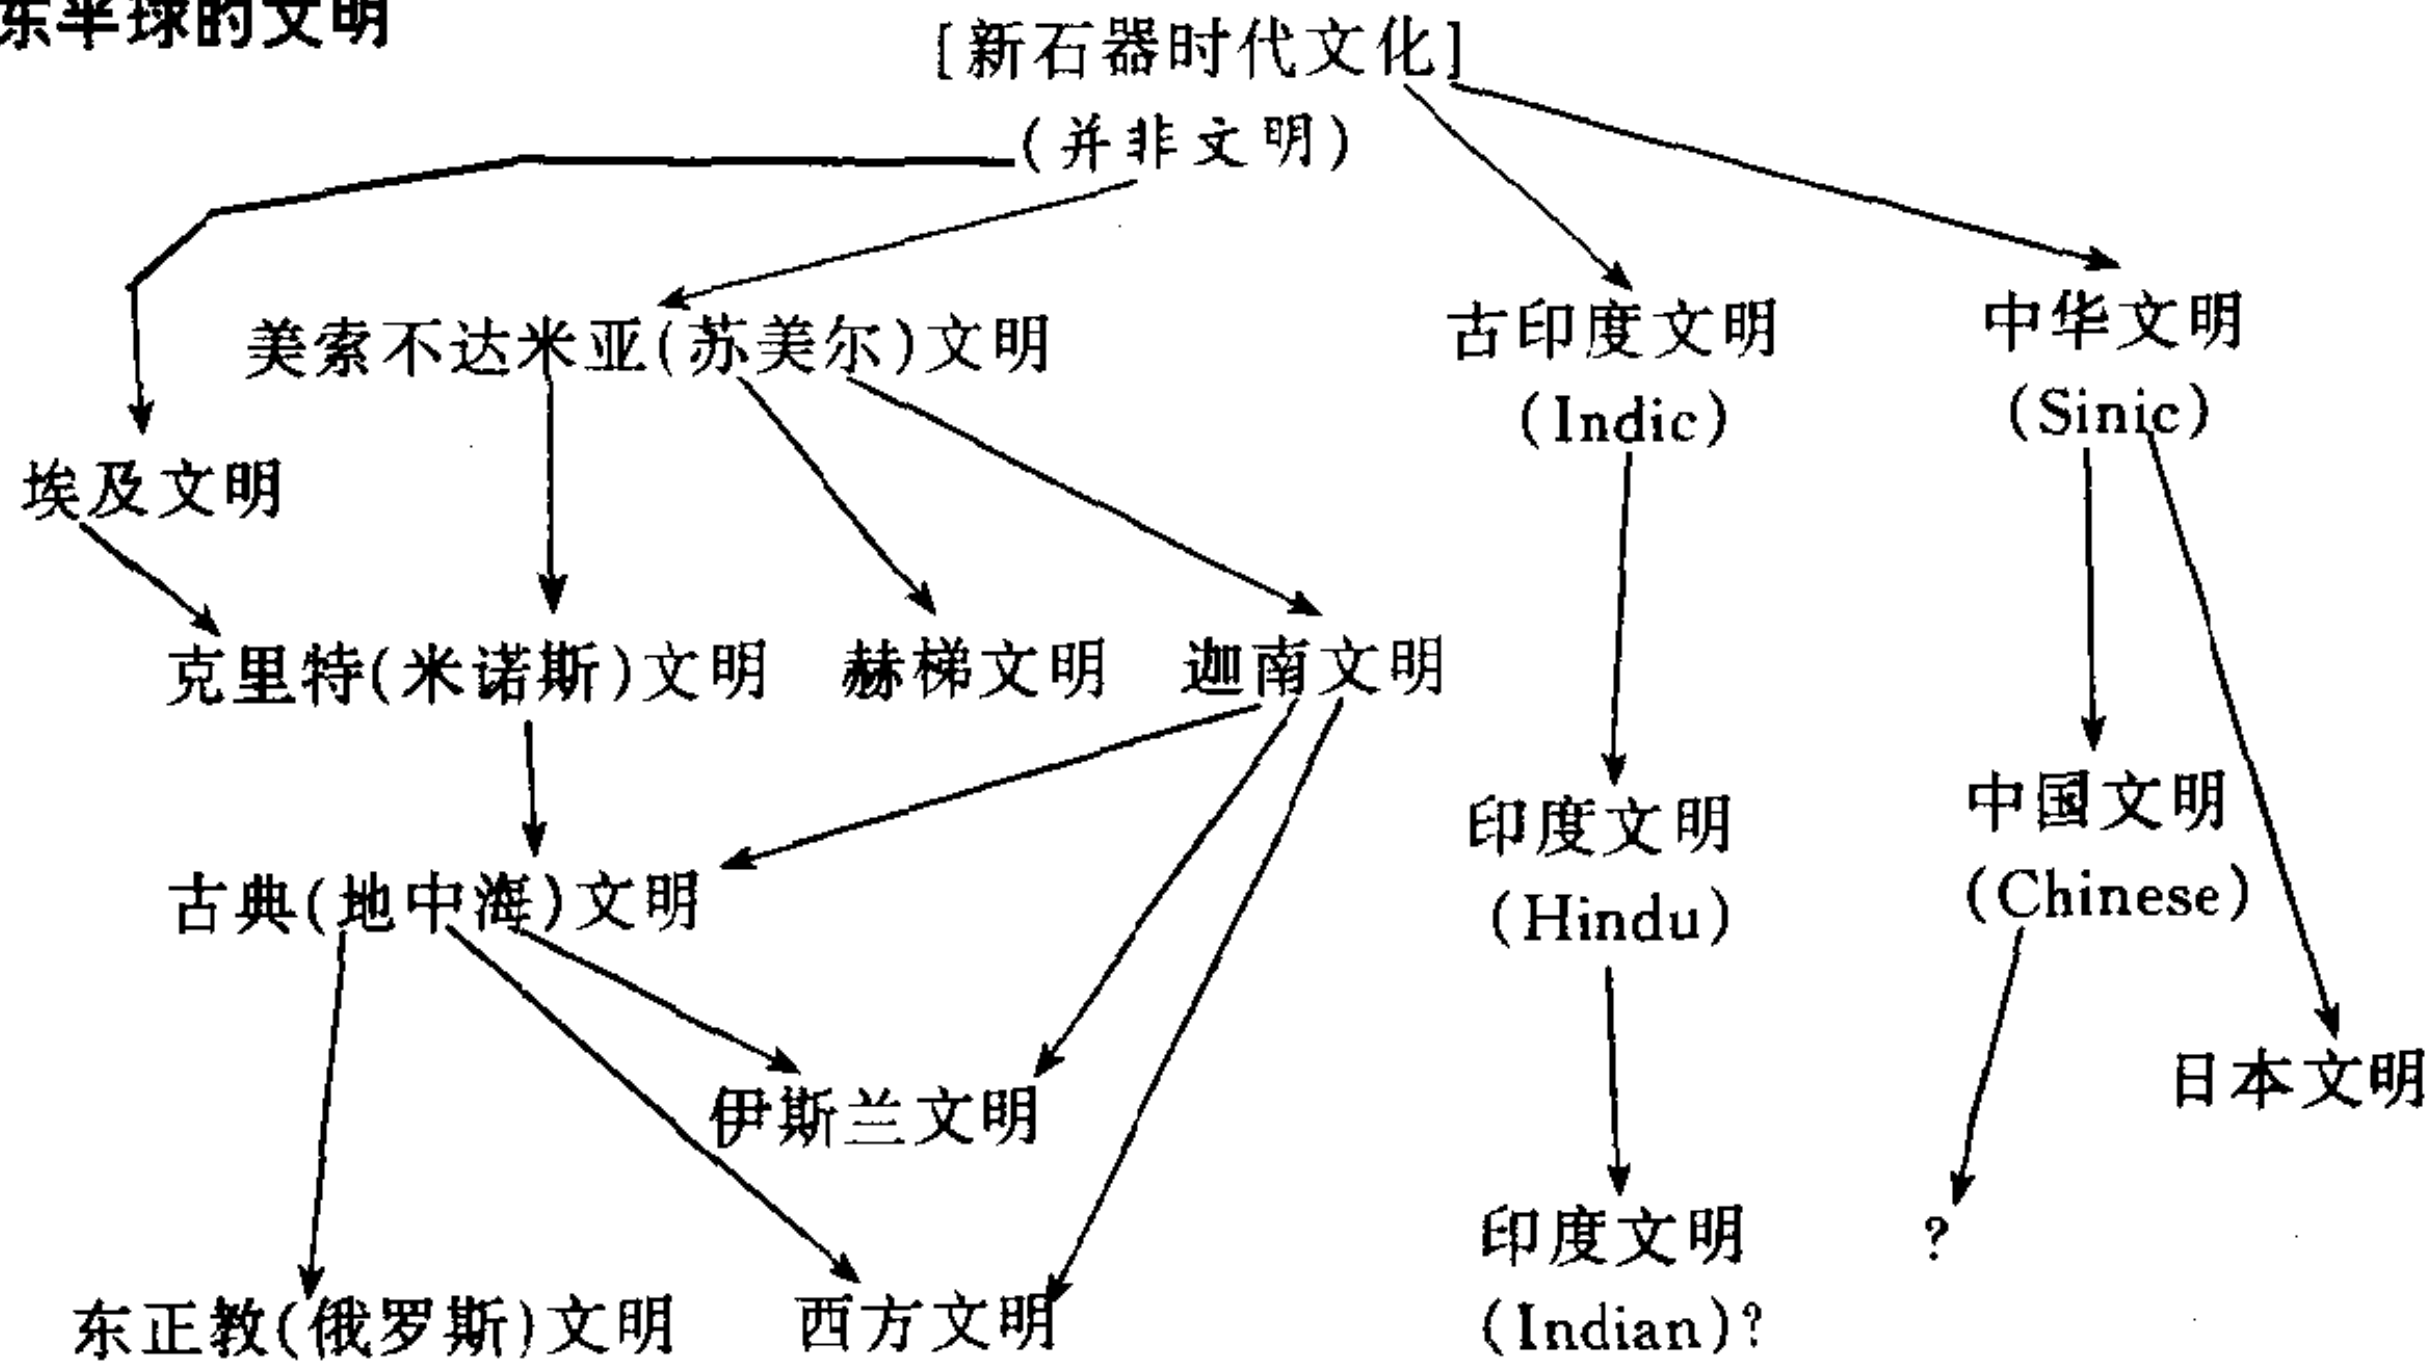 东半球的文明
[新石器时代文化]
(并非文明)
美索不达米亚(苏美尔)文明
古印度文明
(Indic)
中华文明
(Sinic)
埃及文明
克里特(米诺斯)文明
赫梯文明
迦南文明
印度文明
(Hindu)
中国文明
(Chinese)
古典(地中海)文明
伊斯兰文明
日本文明
印度文明
(Indian)?
?
东正教(俄罗斯)文明
西方文明